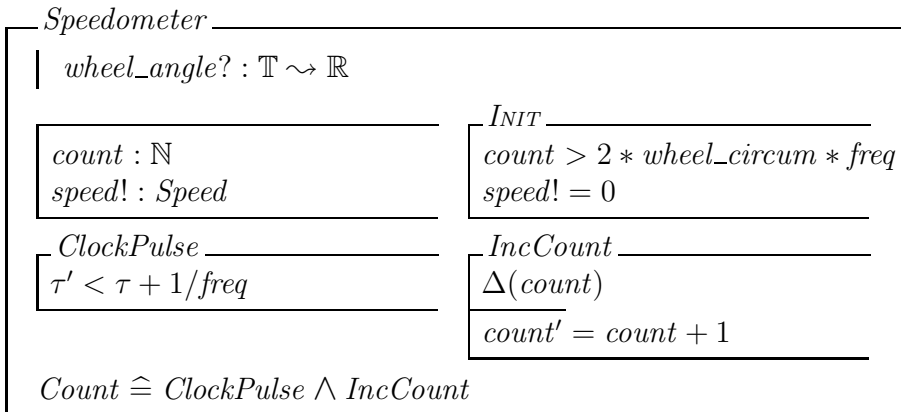 Speedometer
wheel_angle? : 𝕋 ⇝ ℝ
count : ℕ
speed! : Speed
INIT
count > 2 ∗ wheel_circum ∗ freq
speed! = 0
ClockPulse
τ′ < τ + 1/freq
IncCount
Δ(count)
count′ = count + 1
Count ≙ ClockPulse ∧ IncCount